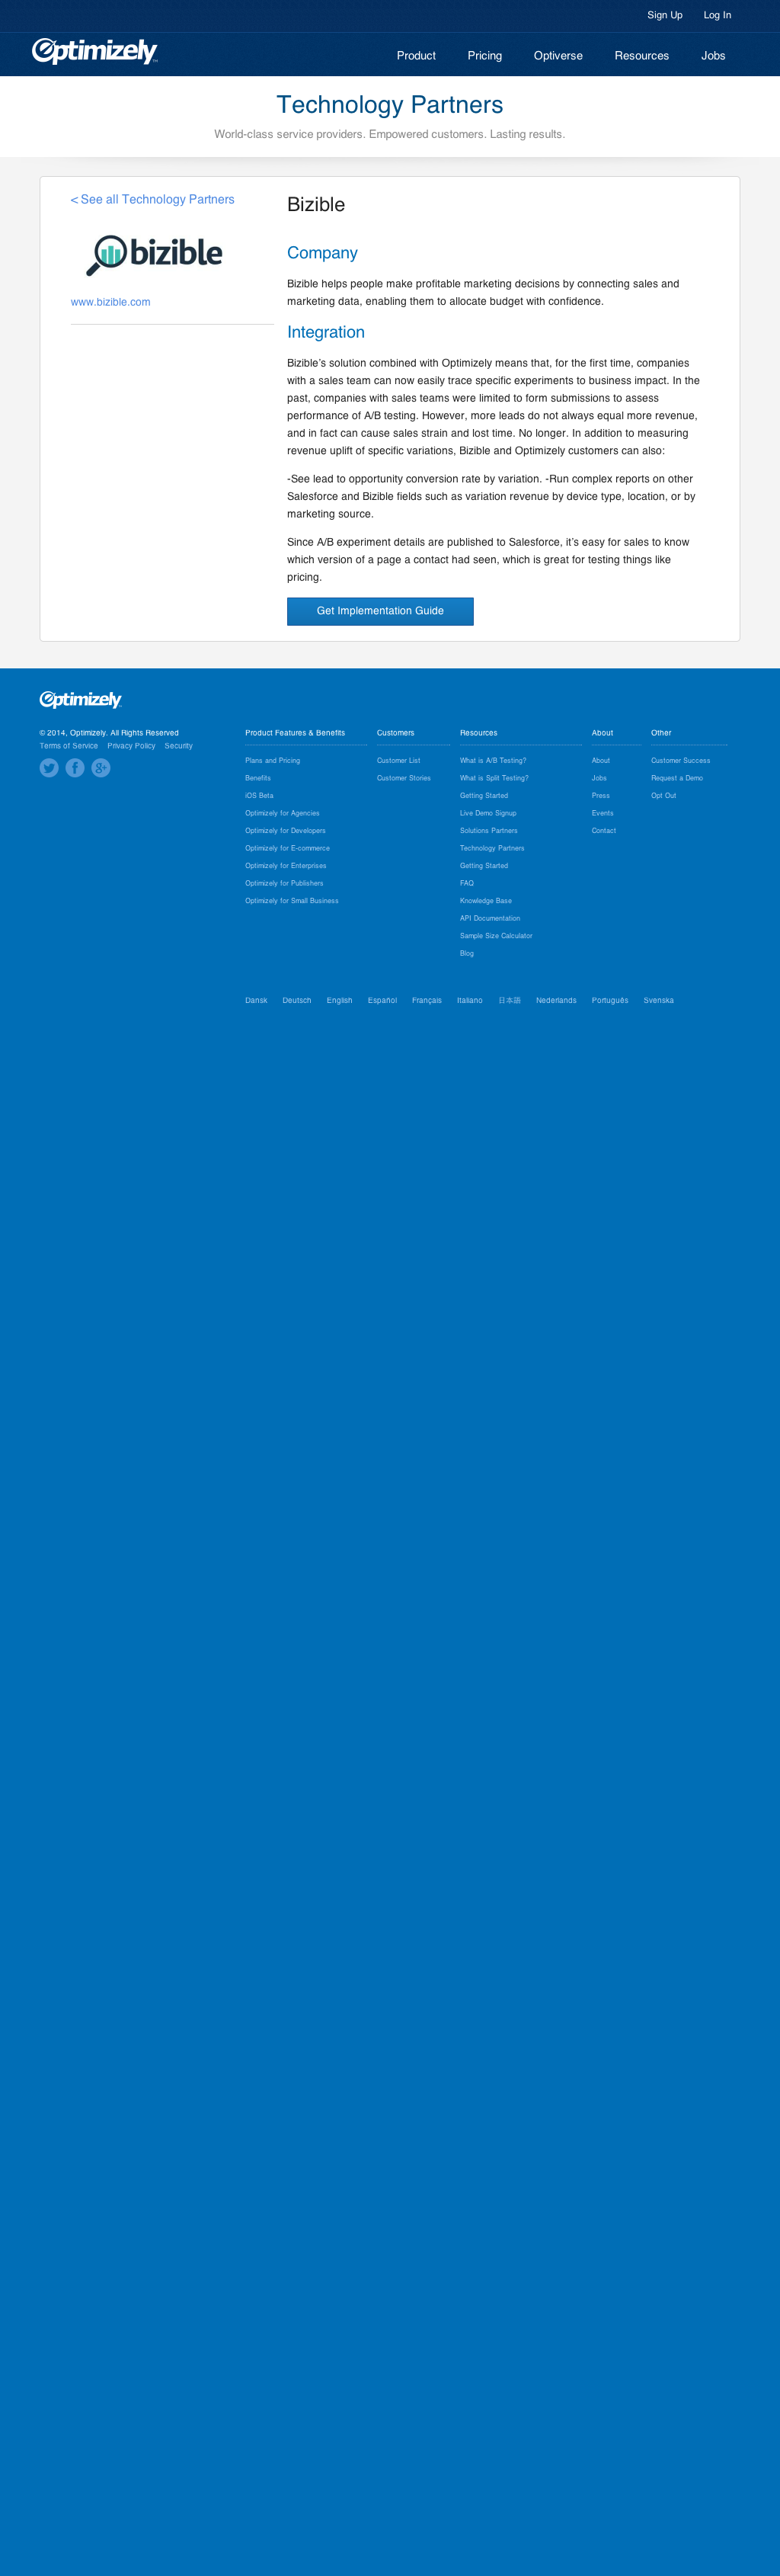 Sign Up Log In
Optimizely
Product Pricing Optiverse Resources Jobs
Technology Partners
World-class service providers. Empowered customers. Lasting results.
< See all Technology Partners
bizible
www.bizible.com
Bizible
Company
Bizible helps people make profitable marketing decisions by connecting sales and
marketing data, enabling them to allocate budget with confidence.
Integration
Bizible's solution combined with Optimizely means that, for the first time, companies
with a sales team can now easily trace specific experiments to business impact. In the
past, companies with sales teams were limited to form submissions to assess
performance of A/B testing. However, more leads do not always equal more revenue,
and in fact can cause sales strain and lost time. No longer. In addition to measuring
revenue uplift of specific variations, Bizible and Optimizely customers can also:
-See lead to opportunity conversion rate by variation. -Run complex reports on other
Salesforce and Bizible fields such as variation revenue by device type, location, or by
marketing source.
Since A/B experiment details are published to Salesforce, it's easy for sales to know
which version of a page a contact had seen, which is great for testing things like
pricing.
Get Implementation Guide
Optimizely
© 2014, Optimizely. All Rights Reserved
Terms of Service Privacy Policy Security
Product Features & Benefits
Plans and Pricing
Benefits
iOS Beta
Optimizely for Agencies
Optimizely for Developers
Optimizely for E-commerce
Optimizely for Enterprises
Optimizely for Publishers
Optimizely for Small Business
Customers
Customer List
Customer Stories
Resources
What is A/B Testing?
What is Split Testing?
Getting Started
Live Demo Signup
Solutions Partners
Technology Partners
Getting Started
FAQ
Knowledge Base
API Documentation
Sample Size Calculator
Blog
About
About
Jobs
Press
Events
Contact
Other
Customer Success
Request a Demo
Opt Out
Dansk Deutsch English Español Français Italiano 日本語 Nederlands Português Svenska